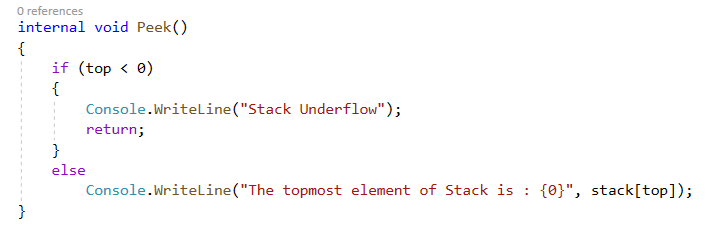 0 references
internal void Peek()
{
if (top < 0)
{
Console.WriteLine("Stack Underflow");
return;
}
else
Console.WriteLine("The topmost element of Stack is : {0}", stack[top]);
}